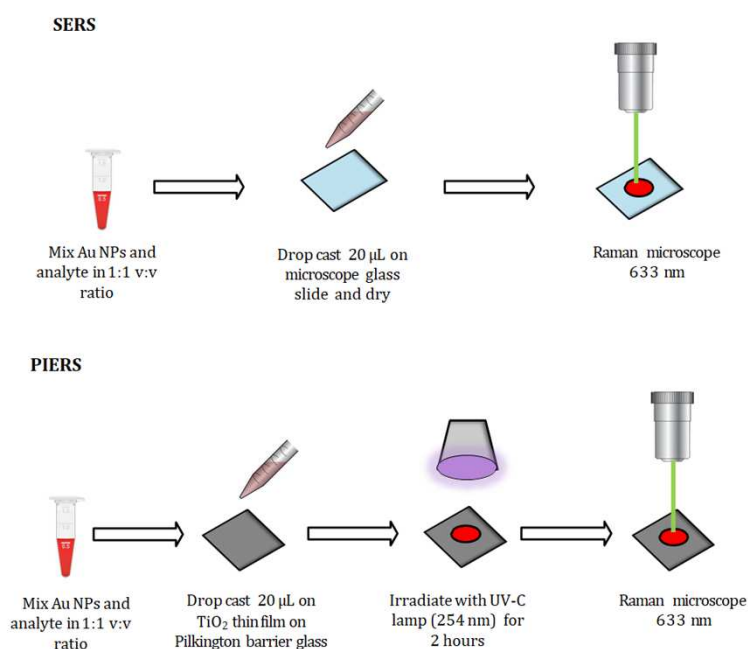 SERS
Mix Au NPs and
analyte in 1:1 v:v
ratio
Drop cast 20 μL on
microscope glass
slide and dry
Raman microscope
633 nm
PIERS
Mix Au NPs and
analyte in 1:1 v:v
ratio
Drop cast 20 μL on
TiO₂ thin film on
Pilkington barrier glass
Irradiate with UV-C
lamp (254 nm) for
2 hours
Raman microscope
633 nm